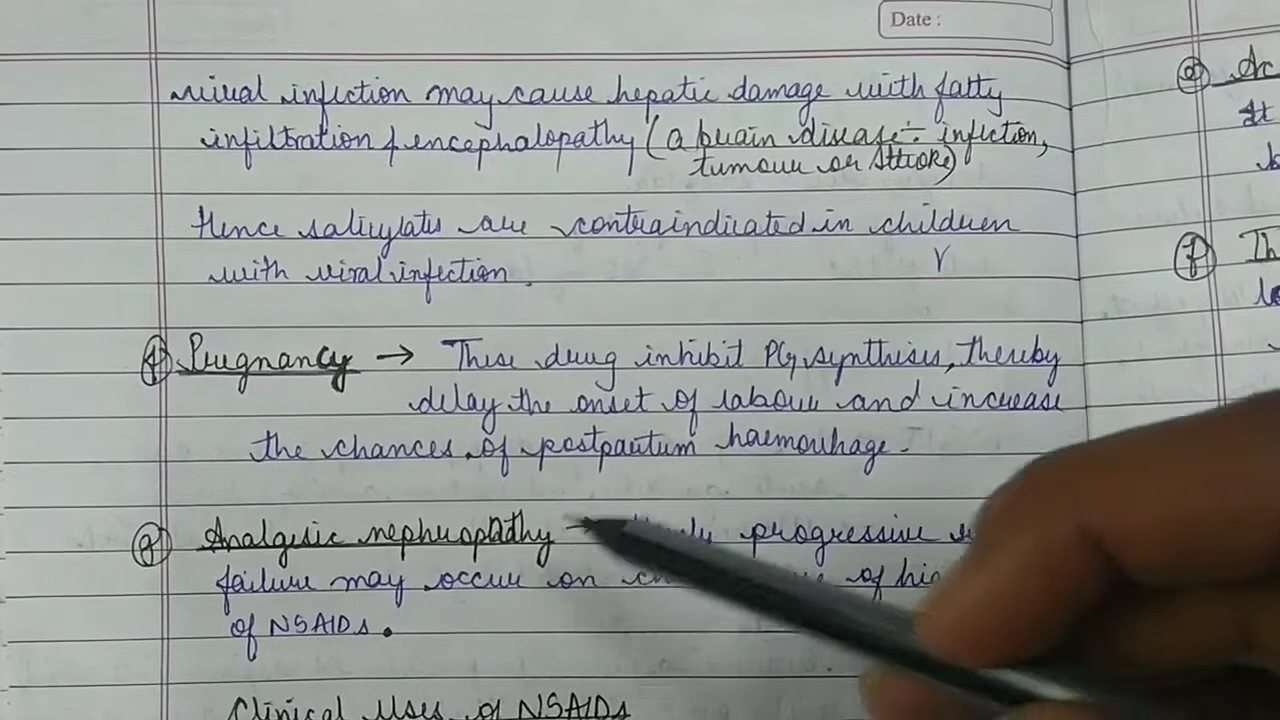 Date :
viral infection may cause hepatic damage with fatty
infiltration & encephalopathy (a brain disease÷ infection,
tumour or stroke)
Hence salicylates are contraindicated in children
with viral infection.
(f) Pregnancy → These drug inhibit PG synthesis, thereby
delay the onset of labour and increase
the chances of postpartum haemorrhage.
(g) Analgesic nephropathy → progressive
failure may occur on of
of NSAIDs.
Clinical Uses of NSAIDs
(f) Th